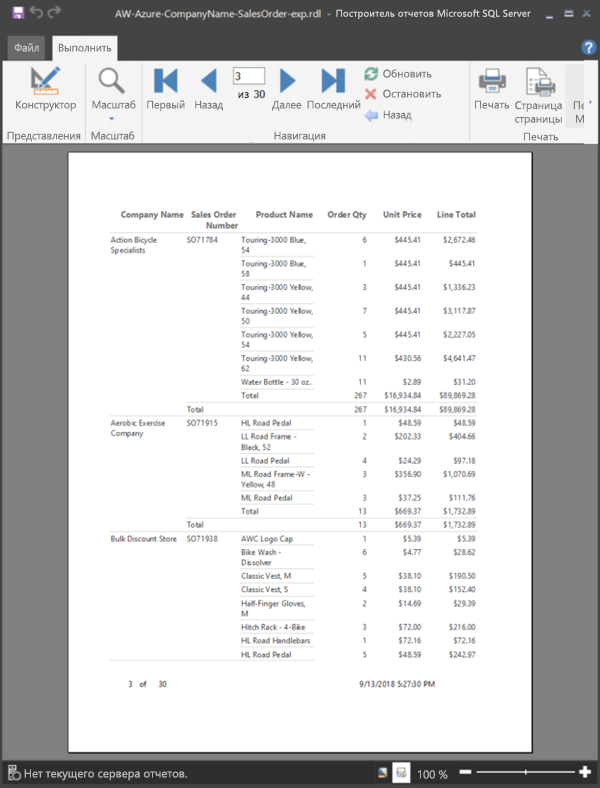 AW-Azure-CompanyName-SalesOrder-exp.rdl - Построитель отчетов Microsoft SQL Server
Файл Выполнить ?
Конструктор
Масштаб
Первый
Назад
3
из 30
Далее
Последний
Обновить
Остановить
Назад
Печать
Страница
страницы
Пе
М
Представления Масштаб Навигация Печать
Company Name Sales Order Product Name Order Qty Unit Price Line Total
Number
Action Bicycle SO71784 Touring-3000 Blue, 6 $445.41 $2,672.46
Specialists 54
Touring-3000 Blue, 1 $445.41 $445.41
58
Touring-3000 Yellow, 3 $445.41 $1,336.23
44
Touring-3000 Yellow, 7 $445.41 $3,117.87
50
Touring-3000 Yellow, 5 $445.41 $2,227.05
54
Touring-3000 Yellow, 11 $430.56 $4,641.47
62
Water Bottle - 30 oz. 11 $2.89 $31.20
Total 267 $16,934.84 $89,869.28
Total 267 $16,934.84 $89,869.28
Aerobic Exercise SO71915 HL Road Pedal 1 $48.59 $48.59
Company LL Road Frame - 2 $202.33 $404.66
Black, 52
LL Road Pedal 4 $24.29 $97.18
ML Road Frame-W - 3 $356.90 $1,070.69
Yellow, 48
ML Road Pedal 3 $37.25 $111.76
Total 13 $669.37 $1,732.89
Total 13 $669.37 $1,732.89
Bulk Discount Store SO71938 AWC Logo Cap 1 $5.39 $5.39
Bike Wash - 6 $4.77 $28.62
Dissolver
Classic Vest, M 5 $38.10 $190.50
Classic Vest, S 4 $38.10 $152.40
Half-Finger Gloves, 2 $14.69 $29.39
M
Hitch Rack - 4-Bike 3 $72.00 $216.00
HL Road Handlebars 1 $72.16 $72.16
HL Road Pedal 5 $48.59 $242.97
3 of 30 9/13/2018 5:27:30 PM
Нет текущего сервера отчетов. 100 %